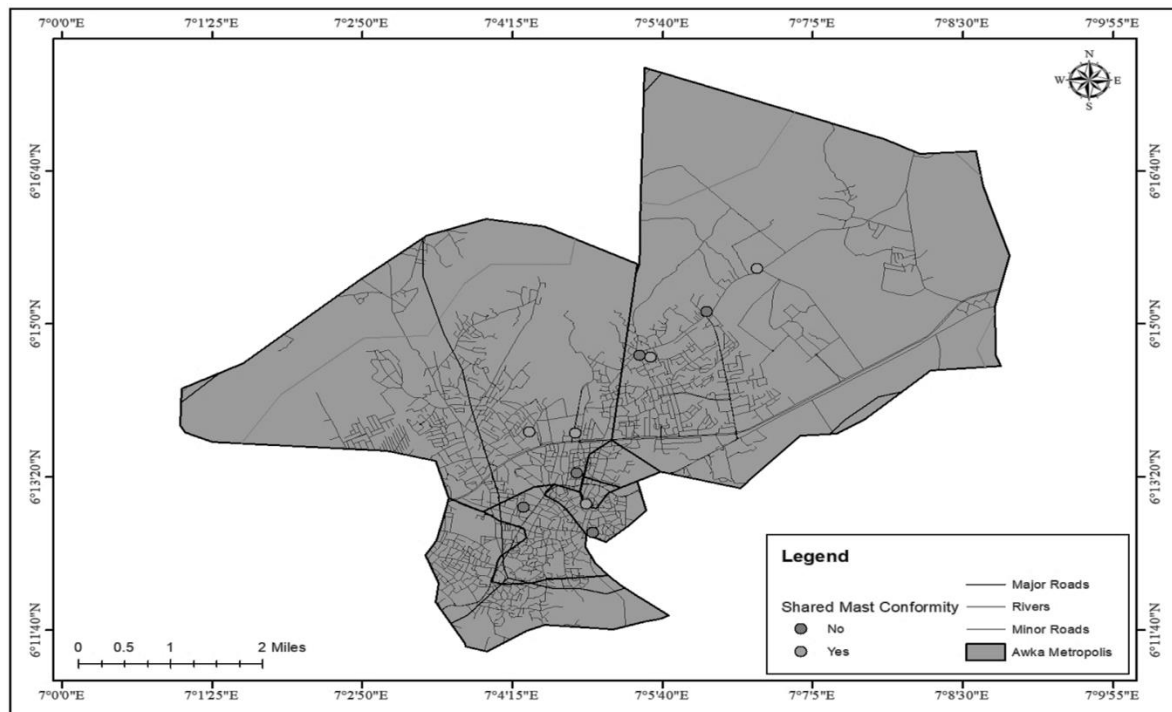 7°0'0"E 7°1'25"E 7°2'50"E 7°4'15"E 7°5'40"E 7°7'5"E 7°8'30"E 7°9'55"E
N
W E
S
6°16'40"N 6°16'40"N
6°15'0"N 6°15'0"N
6°13'20"N 6°13'20"N
6°11'40"N 6°11'40"N
Legend
Shared Mast Conformity
No
Yes
Major Roads
Rivers
Minor Roads
Awka Metropolis
0 0.5 1 2 Miles
7°0'0"E 7°1'25"E 7°2'50"E 7°4'15"E 7°5'40"E 7°7'5"E 7°8'30"E 7°9'55"E